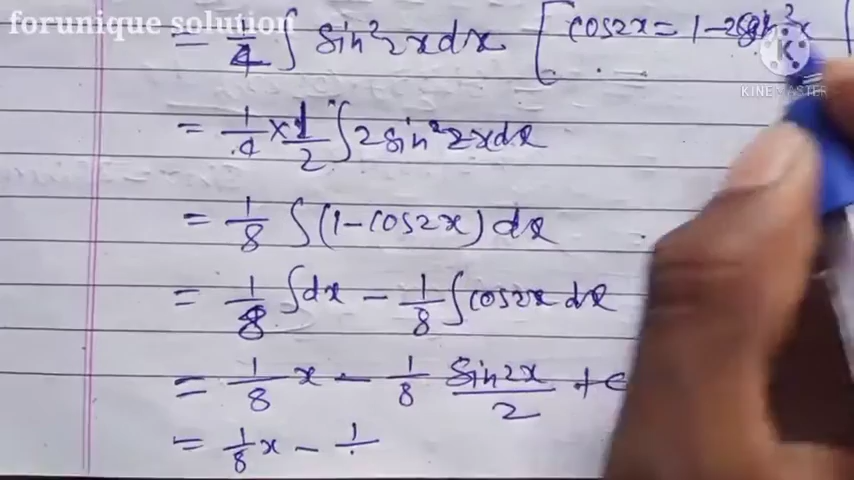 forunique solution
= 1/4 ∫ sin²2x dx [cos2x = 1-2sin²x
KINEMASTER
= 1/4 × 1/2 ∫ 2sin²2x dx
= 1/8 ∫ (1-cos2x) dx
= 1/8 ∫ dx - 1/8 ∫ cos2x dx
= 1/8 x - 1/8 sin2x/2 + c
= 1/8 x - 1/